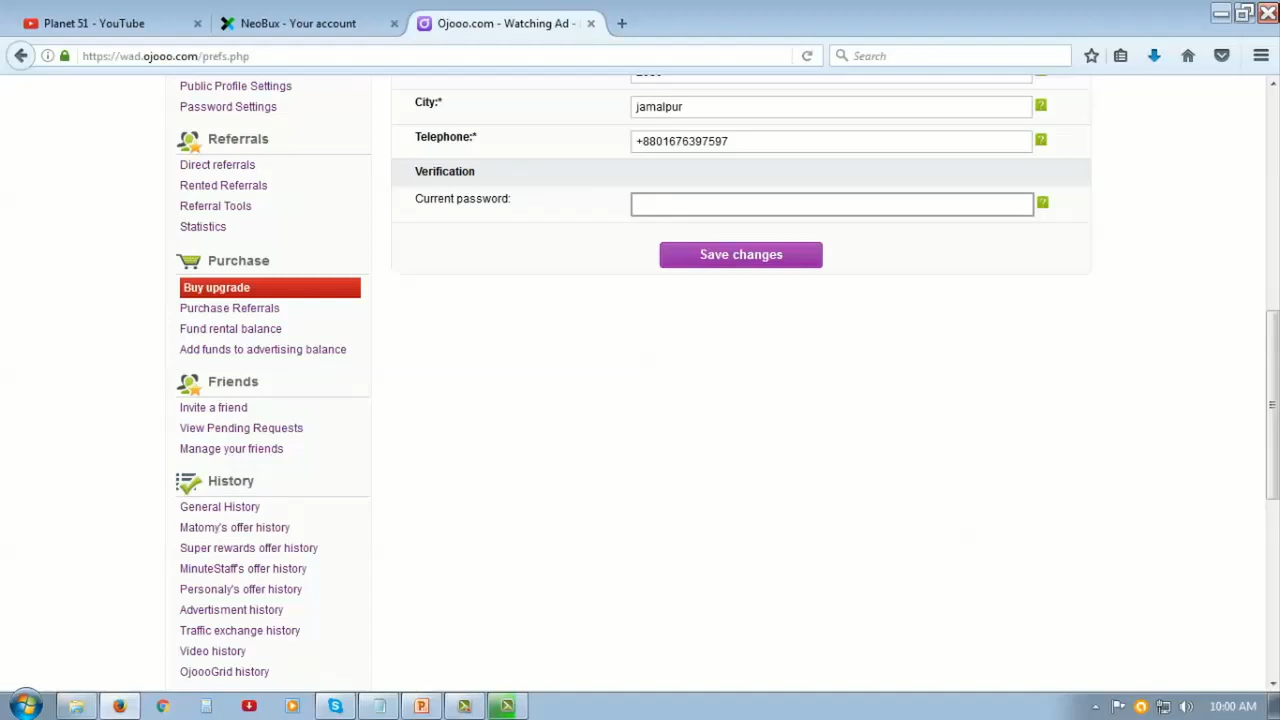 Planet 51 - YouTube
NeoBux - Your account
Ojooo.com - Watching Ad -
https://wad.ojooo.com/prefs.php
Search
Public Profile Settings
Password Settings
City:*
jamalpur
Telephone:*
+8801676397597
Referrals
Direct referrals
Rented Referrals
Referral Tools
Statistics
Verification
Current password:
Save changes
Purchase
Buy upgrade
Purchase Referrals
Fund rental balance
Add funds to advertising balance
Friends
Invite a friend
View Pending Requests
Manage your friends
History
General History
Matomy's offer history
Super rewards offer history
MinuteStaff's offer history
Personaly's offer history
Advertisment history
Traffic exchange history
Video history
OjoooGrid history
10:00 AM